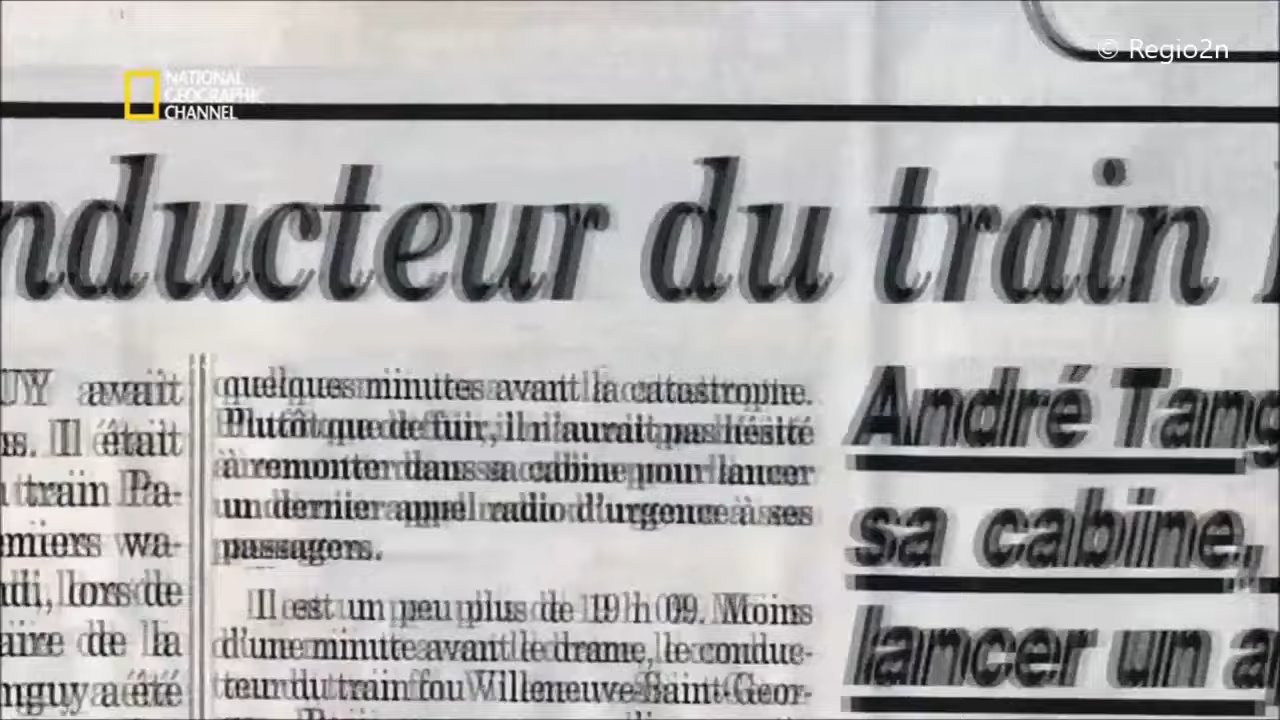 © Regio2n
NATIONAL
GEOGRAPHIC
CHANNEL
nducteur du train
UY avait
s. Il était
train Pa-
emiers wa-
di, lors de
aire de la
nguy a été
quelques minutes avant la catastrophe.
Plutôt que de fuir, il n'aurait pas hésité
à remonter dans sa cabine pour lancer
un dernier appel radio d'urgence à ses
passagers.
Il est un peu plus de 19 h 09. Moins
d'une minute avant le drame, le conduc-
teur du train fou Villeneuve-Saint-Geor-
André Tang
sa cabine,
lancer un a